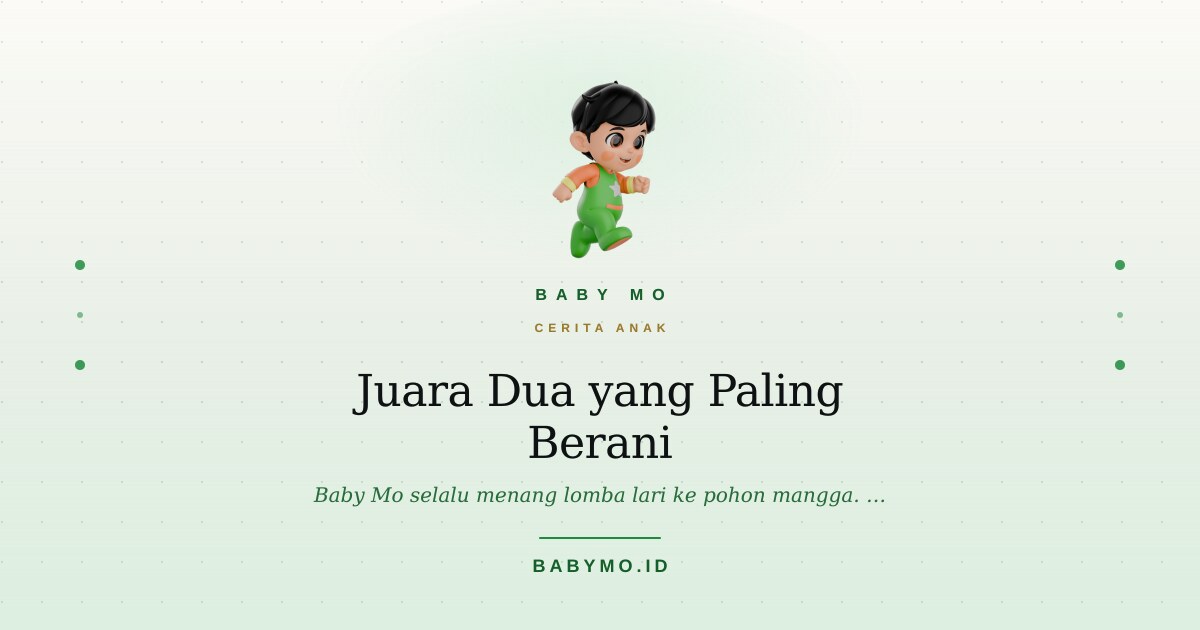 BABY MO
CERITA ANAK
Juara Dua yang Paling
Berani
Baby Mo selalu menang lomba lari ke pohon mangga. ...
BABYMO.ID